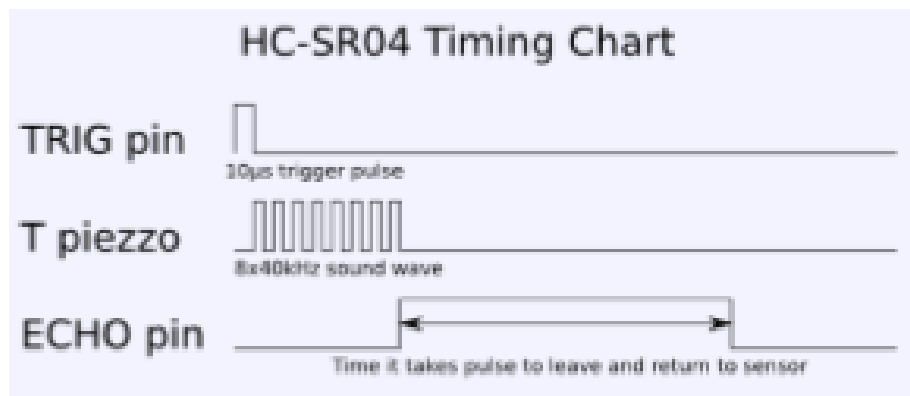 HC-SR04 Timing Chart
TRIG pin
10µs trigger pulse
T piezzo
8x40kHz sound wave
ECHO pin
Time it takes pulse to leave and return to sensor